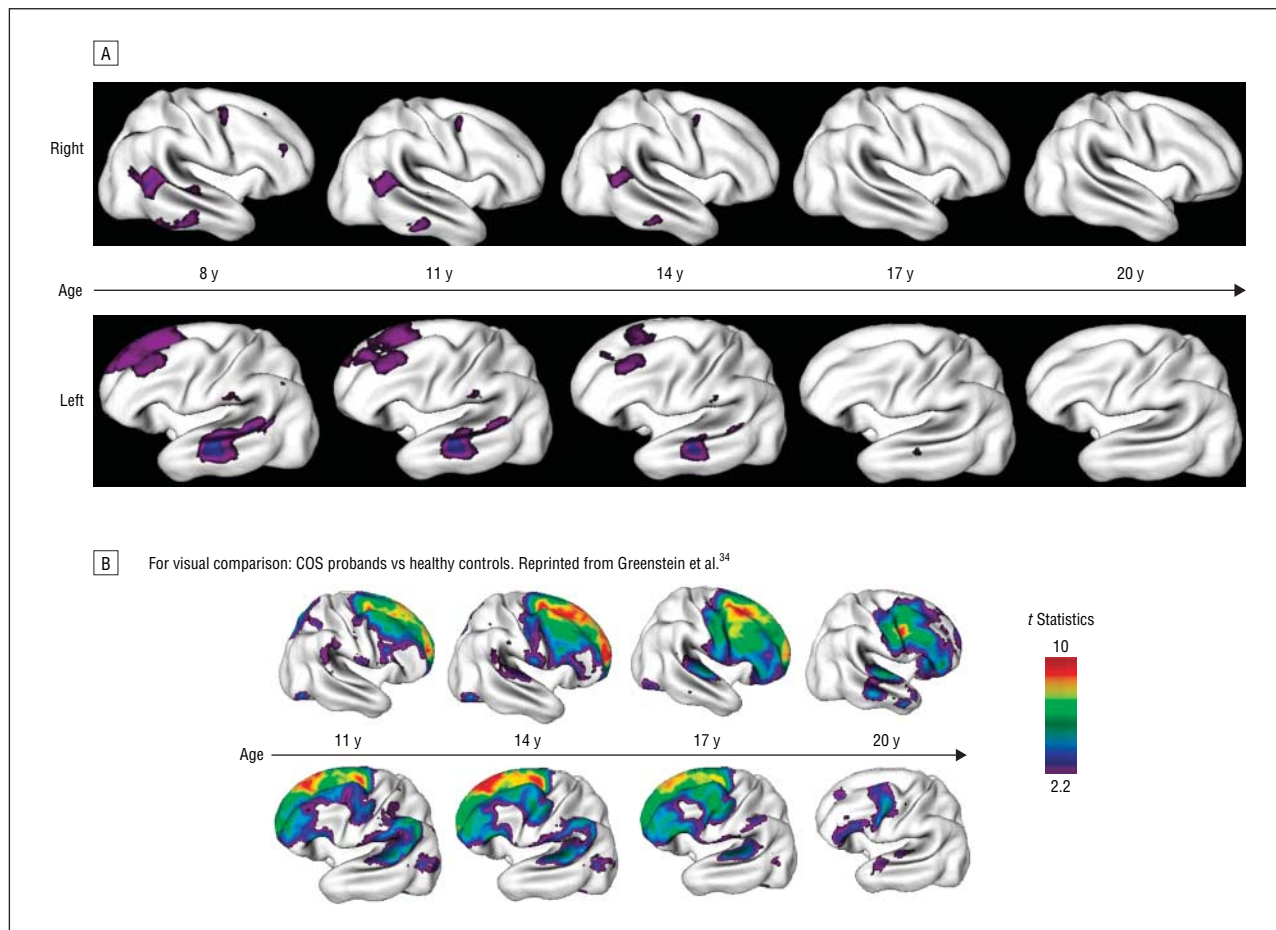 A
Right
8 y 11 y 14 y 17 y 20 y
Age
Left
B For visual comparison: COS probands vs healthy controls. Reprinted from Greenstein et al.34
t Statistics
10
2.2
11 y 14 y 17 y 20 y
Age